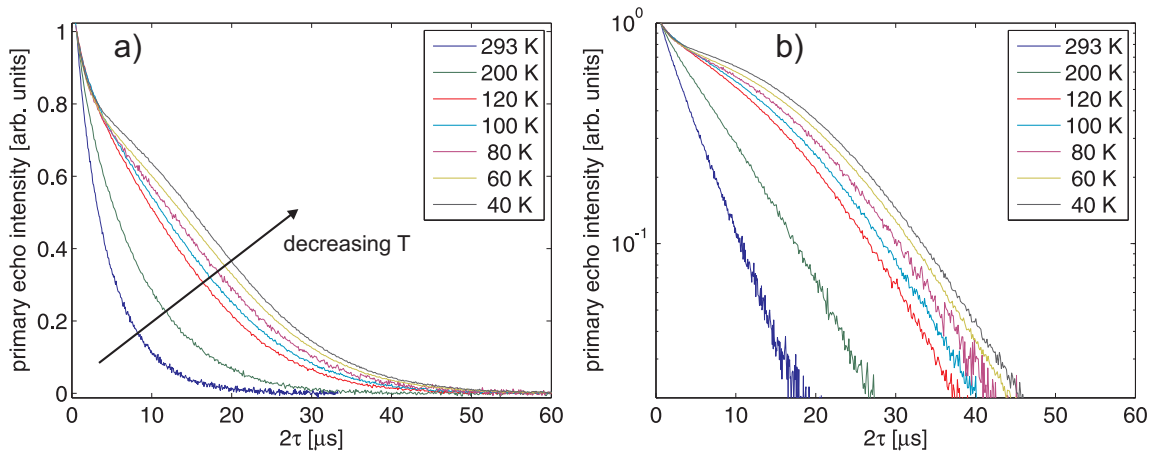 a)
primary echo intensity [arb. units]
1
0.8
0.6
0.4
0.2
0
0
10
20
30
40
50
60
2τ [μs]
293 K
200 K
120 K
100 K
80 K
60 K
40 K
decreasing T
b)
primary echo intensity [arb. units]
10⁰
10⁻¹
0
10
20
30
40
50
60
2τ [μs]
293 K
200 K
120 K
100 K
80 K
60 K
40 K